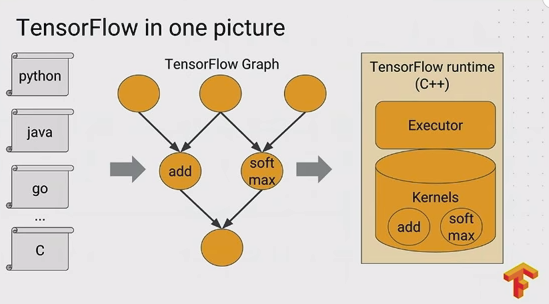 TensorFlow in one picture
python
java
go
...
C
TensorFlow Graph
add
soft
max
TensorFlow runtime
(C++)
Executor
Kernels
add
soft
max